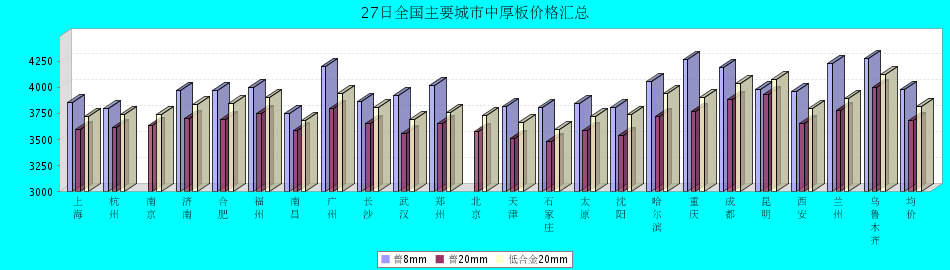 27日全国主要城市中厚板价格汇总
4250
4000
3750
3500
3250
3000
上海
杭州
南京
济南
合肥
福州
南昌
广州
长沙
武汉
郑州
北京
天津
石家庄
太原
沈阳
哈尔滨
重庆
成都
昆明
西安
兰州
乌鲁木齐
均价
普8mm 普20mm 低合金20mm